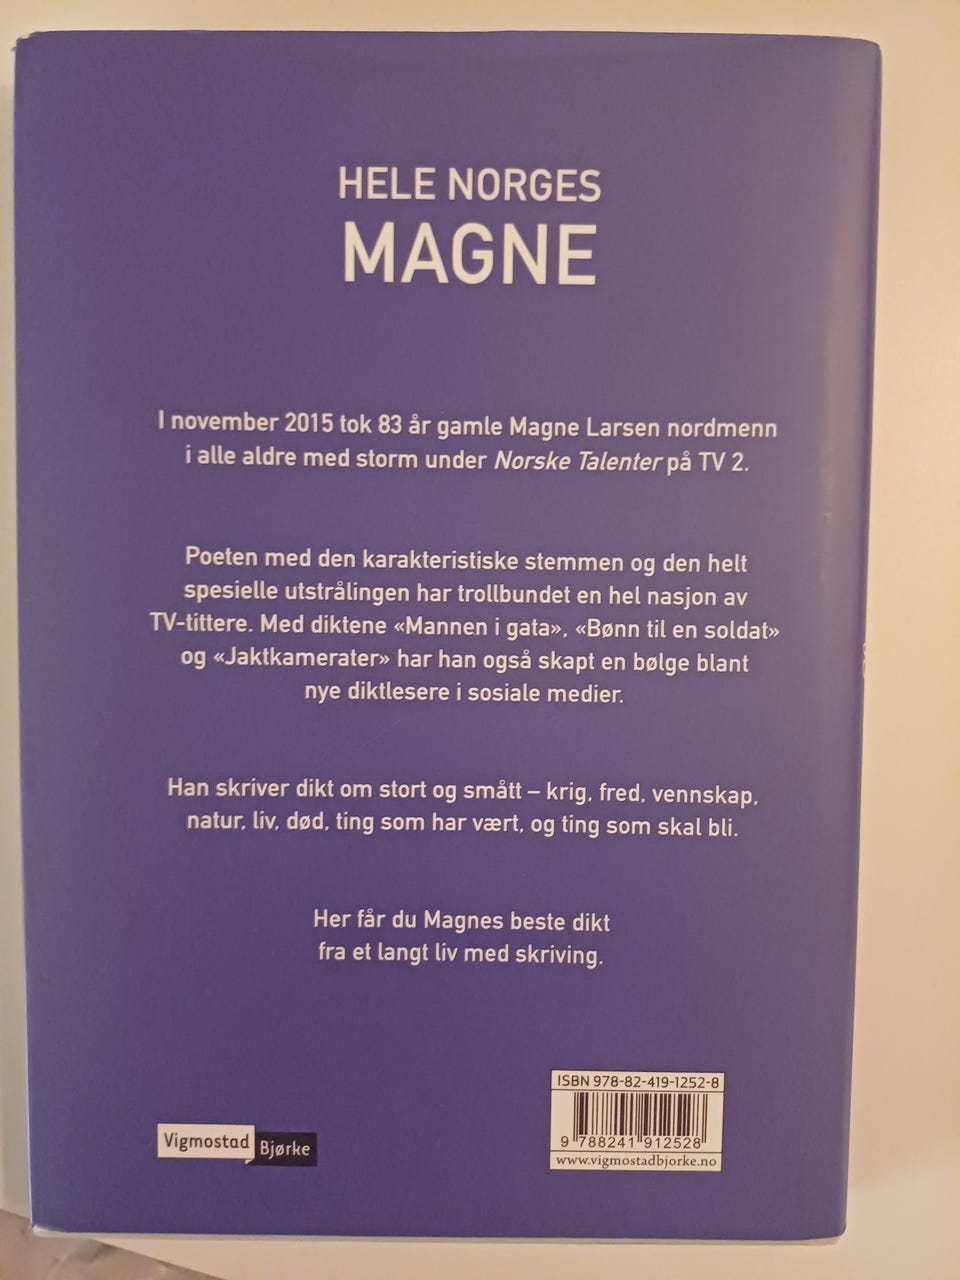 HELE NORGES
MAGNE
I november 2015 tok 83 år gamle Magne Larsen nordmenn
i alle aldre med storm under Norske Talenter på TV 2.
Poeten med den karakteristiske stemmen og den helt
spesielle utstrålingen har trollbundet en hel nasjon av
TV-tittere. Med diktene «Mannen i gata», «Bønn til en soldat»
og «Jaktkamerater» har han også skapt en bølge blant
nye diktlesere i sosiale medier.
Han skriver dikt om stort og smått – krig, fred, vennskap,
natur, liv, død, ting som har vært, og ting som skal bli.
Her får du Magnes beste dikt
fra et langt liv med skriving.
ISBN 978-82-419-1252-8
9 788241 912528
www.vigmostadbjorke.no
Vigmostad
Bjørke